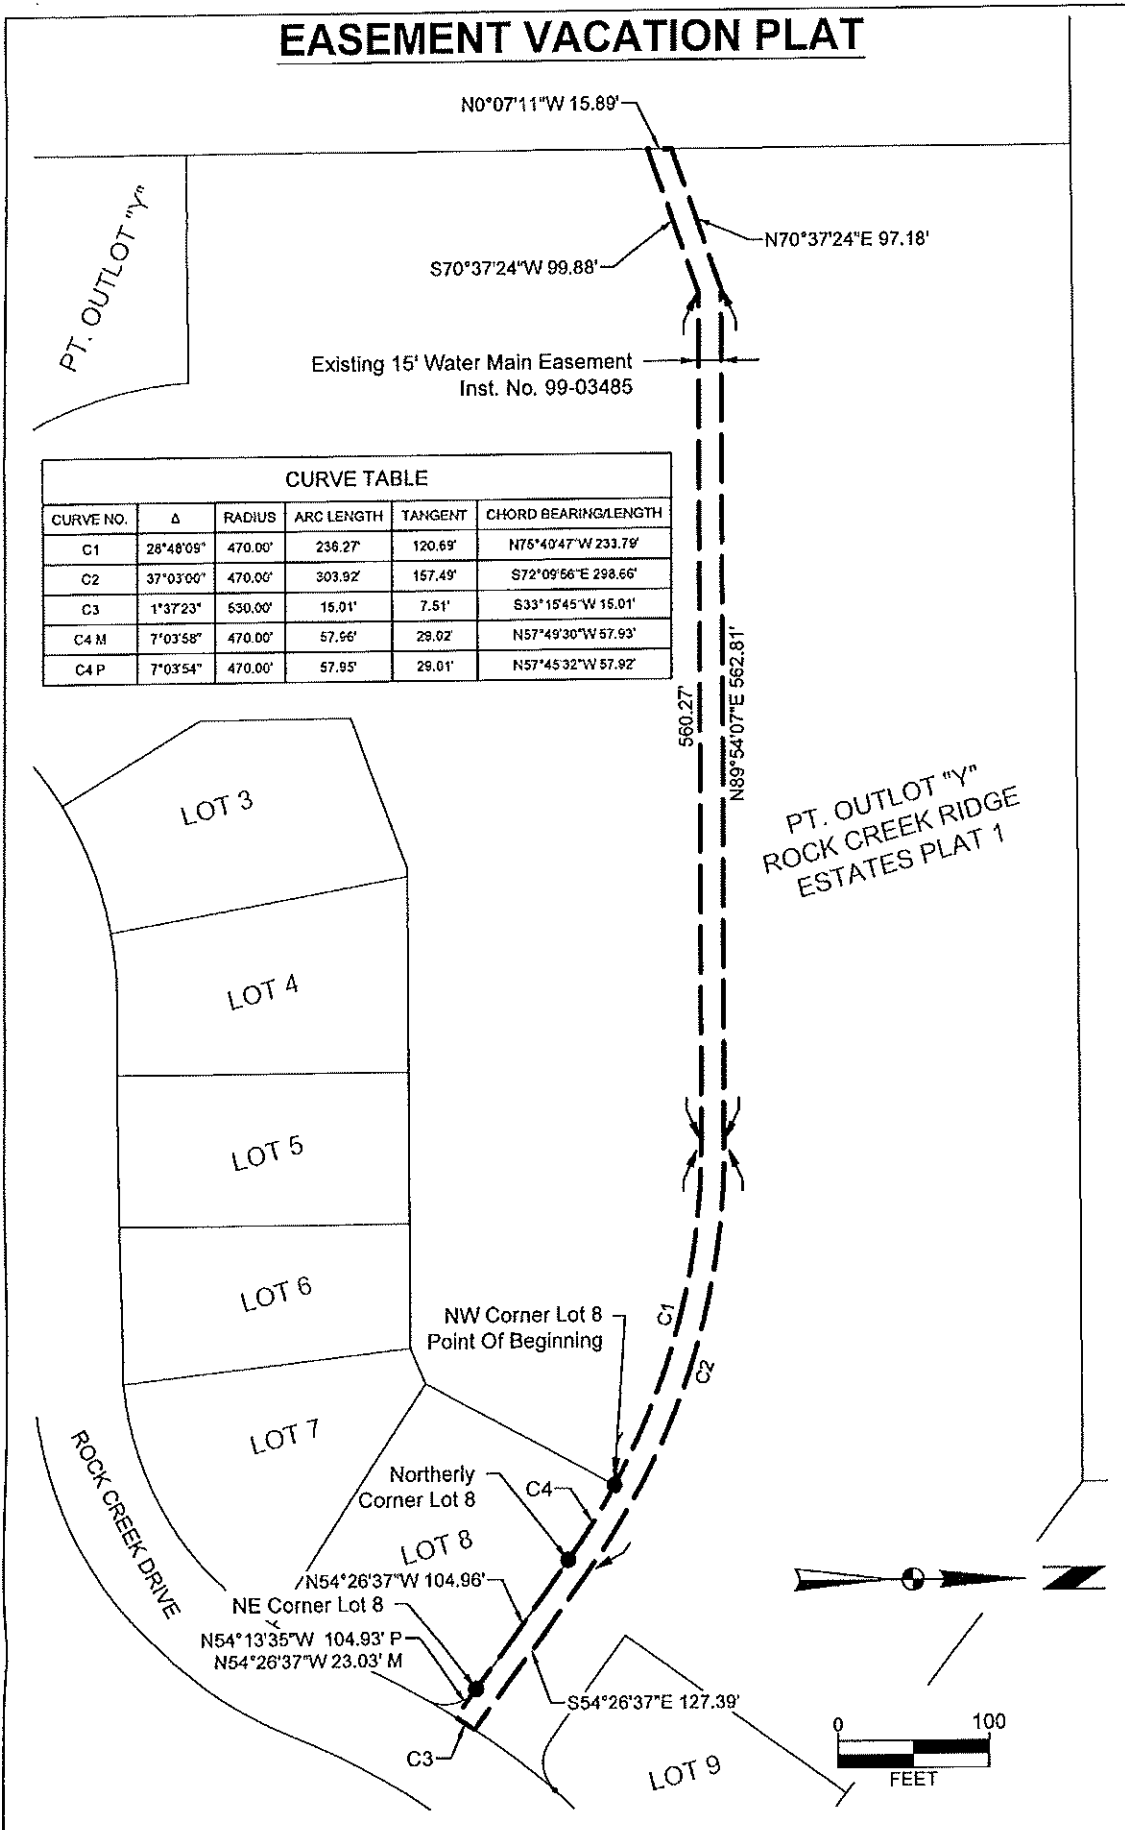 EASEMENT VACATION PLAT
N0°07'11"W 15.89'
PT. OUTLOT "Y"
N70°37'24"E 97.18'
S70°37'24"W 99.88'
Existing 15' Water Main Easement
Inst. No. 99-03485
CURVE TABLE
CURVE NO. Δ RADIUS ARC LENGTH TANGENT CHORD BEARING/LENGTH
C1 28°48'09" 470.00' 236.27' 120.69' N75°40'47"W 233.79'
C2 37°03'00" 470.00' 303.92' 157.49' S72°09'56"E 298.66'
C3 1°37'23" 530.00' 15.01' 7.51' S33°15'45"W 15.01'
C4 M 7°03'58" 470.00' 57.96' 29.02' N57°49'30"W 57.93'
C4 P 7°03'54" 470.00' 57.95' 29.01' N57°45'32"W 57.92'
560.27'
N89°54'07"E 562.81'
LOT 3
PT. OUTLOT "Y"
ROCK CREEK RIDGE
ESTATES PLAT 1
LOT 4
LOT 5
LOT 6
NW Corner Lot 8
Point Of Beginning
C1
C2
LOT 7
ROCK CREEK DRIVE
Northerly
Corner Lot 8
C4
LOT 8
N54°26'37"W 104.96'
NE Corner Lot 8
N54°13'35"W 104.93' P
N54°26'37"W 23.03' M
S54°26'37"E 127.39'
C3
LOT 9
Z
0 100
FEET